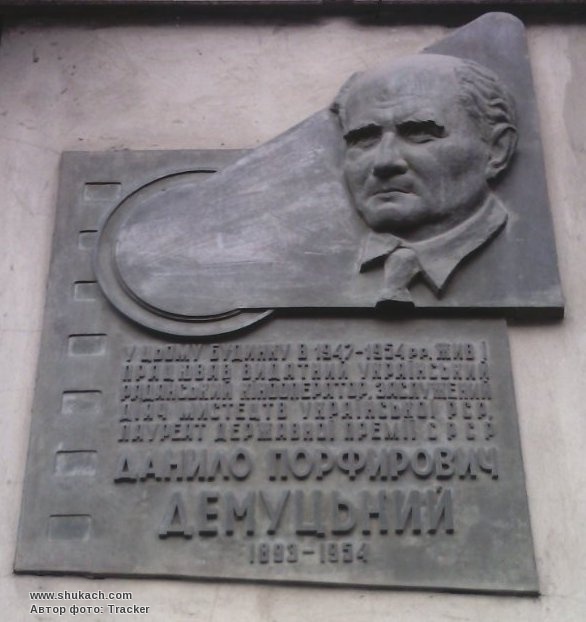 У ЦЬОМУ БУДИНКУ В 1947-1954 рр. ЖИВ І
ПРАЦЮВАВ ВИДАТНИЙ УКРАЇНСЬКИЙ
РАДЯНСЬКИЙ КІНООПЕРАТОР, ЗАСЛУЖЕНИЙ
ДІЯЧ МИСТЕЦТВ УКРАЇНСЬКОЇ РСР,
ЛАУРЕАТ ДЕРЖАВНОЇ ПРЕМІЇ СРСР
ДАНИЛО ПОРФИРОВИЧ
ДЕМУЦЬКИЙ
1893-1954
www.shukach.com
Автор фото: Tracker